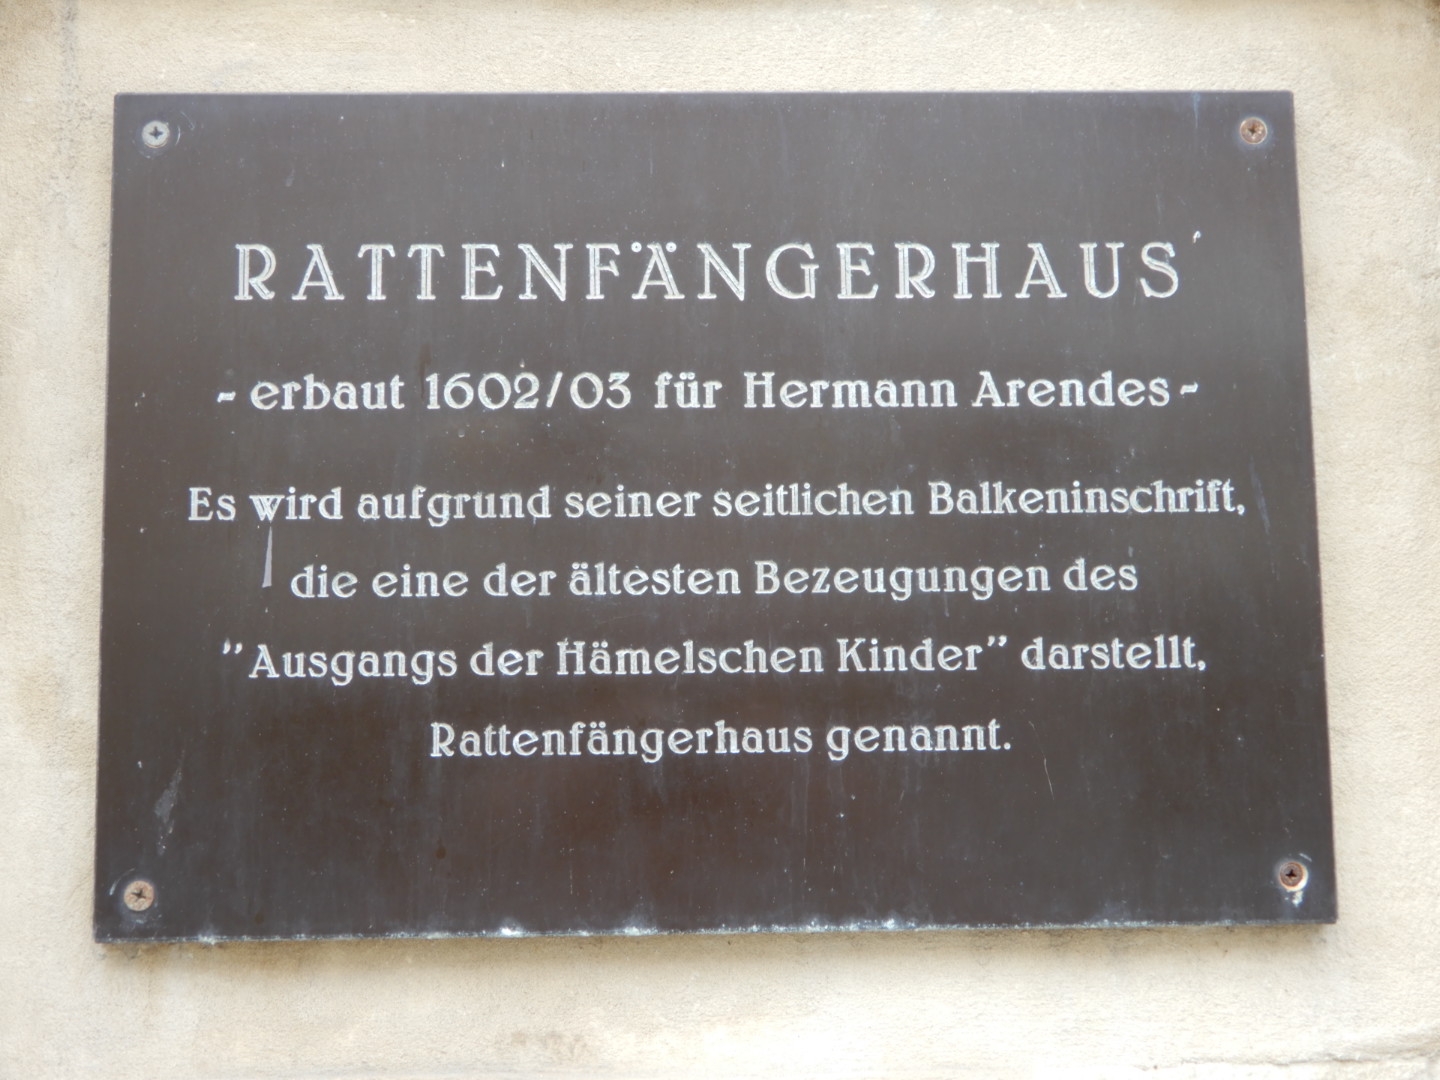 RATTENFÄNGERHAUS
- erbaut 1602/03 für Hermann Arendes -
Es wird aufgrund seiner seitlichen Balkeninschrift,
die eine der ältesten Bezeugungen des
"Ausgangs der Hämelschen Kinder" darstellt,
Rattenfängerhaus genannt.